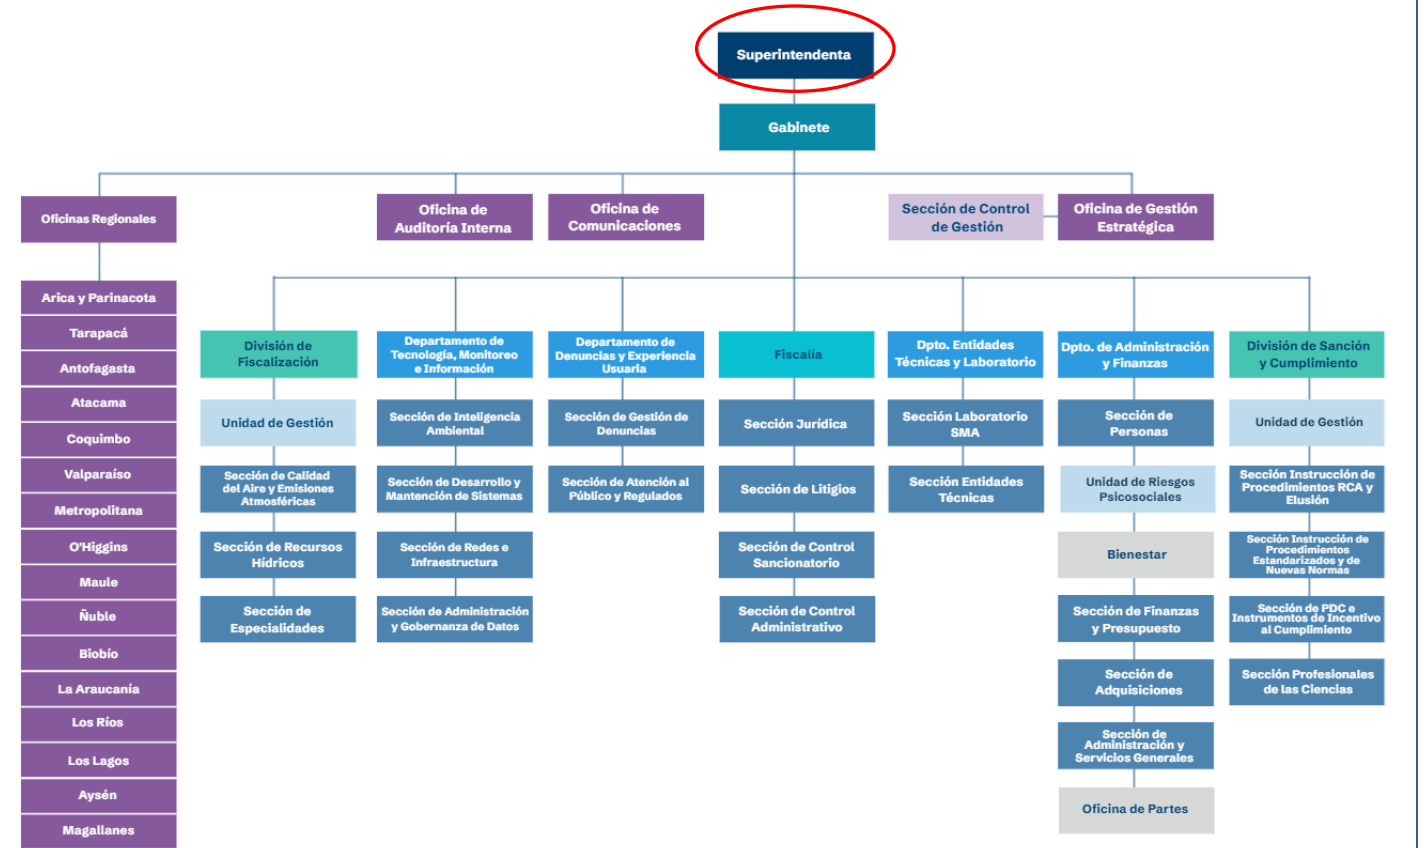 Superintendenta
Gabinete
Oficinas Regionales
Oficina de
Auditoría Interna
Oficina de
Comunicaciones
Sección de Control
de Gestión
Oficina de Gestión
Estratégica
Arica y Parinacota
Tarapacá
Antofagasta
Atacama
Coquimbo
Valparaíso
Metropolitana
O'Higgins
Maule
Ñuble
Biobío
La Araucanía
Los Ríos
Los Lagos
Aysén
Magallanes
División de
Fiscalización
Unidad de Gestión
Sección de Calidad
del Aire y Emisiones
Atmosféricas
Sección de Recursos
Hídricos
Sección de
Especialidades
Departamento de
Tecnología, Monitoreo
e Información
Sección de Inteligencia
Ambiental
Sección de Desarrollo y
Mantención de Sistemas
Sección de Redes e
Infraestructura
Sección de Administración
y Gobernanza de Datos
Departamento de
Denuncias y Experiencia
Usuaria
Sección de Gestión de
Denuncias
Sección de Atención al
Público y Regulados
Fiscalía
Sección Jurídica
Sección de Litigios
Sección de Control
Sancionatorio
Sección de Control
Administrativo
Dpto. Entidades
Técnicas y Laboratorio
Sección Laboratorio
SMA
Sección Entidades
Técnicas
Dpto. de Administración
y Finanzas
Sección de
Personas
Unidad de Riesgos
Psicosociales
Bienestar
Sección de Finanzas
y Presupuesto
Sección de
Adquisiciones
Sección de
Administración y
Servicios Generales
Oficina de Partes
División de Sanción
y Cumplimiento
Unidad de Gestión
Sección Instrucción de
Procedimientos RCA y
Elusión
Sección Instrucción de
Procedimientos
Estandarizados y de
Nuevas Normas
Sección de PDC e
Instrumentos de Incentivo
al Cumplimiento
Sección Profesionales
de las Ciencias